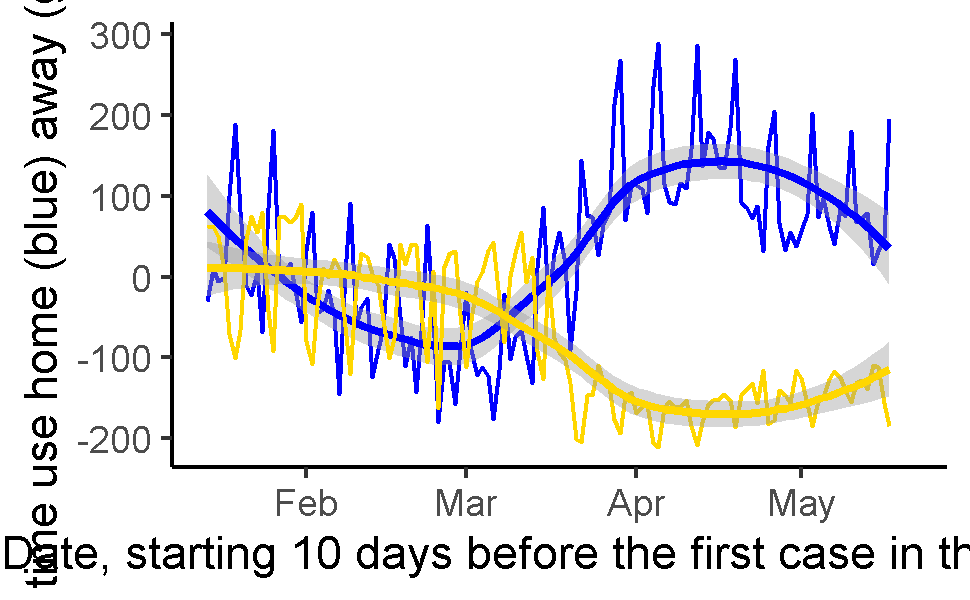 time use home (blue) away (
300
200
100
0
-100
-200
Feb Mar Apr May
Date, starting 10 days before the first case in th